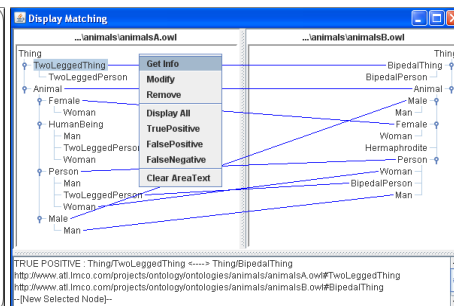 Display Matching
...\animals\animalsA.owl
...\animals\animalsB.owl
Thing
TwoLeggedThing
TwoLeggedPerson
Animal
Female
Woman
HumanBeing
Man
TwoLeggedPerson
Woman
Person
Man
TwoLeggedPerson
Woman
Male
Man
Get Info
Modify
Remove
Display All
TruePositive
FalsePositive
FalseNegative
Clear AreaText
Thing
BipedalThing
BipedalPerson
Animal
Male
Man
Female
Woman
Hermaphrodite
Person
Woman
BipedalPerson
Man
TRUE POSITIVE : Thing/TwoLeggedThing <----> Thing/BipedalThing
http://www.atl.lmco.com/projects/ontology/ontologies/animals/animalsA.owl#TwoLeggedThing
http://www.atl.lmco.com/projects/ontology/ontologies/animals/animalsB.owl#BipedalThing
--[New Selected Node]--